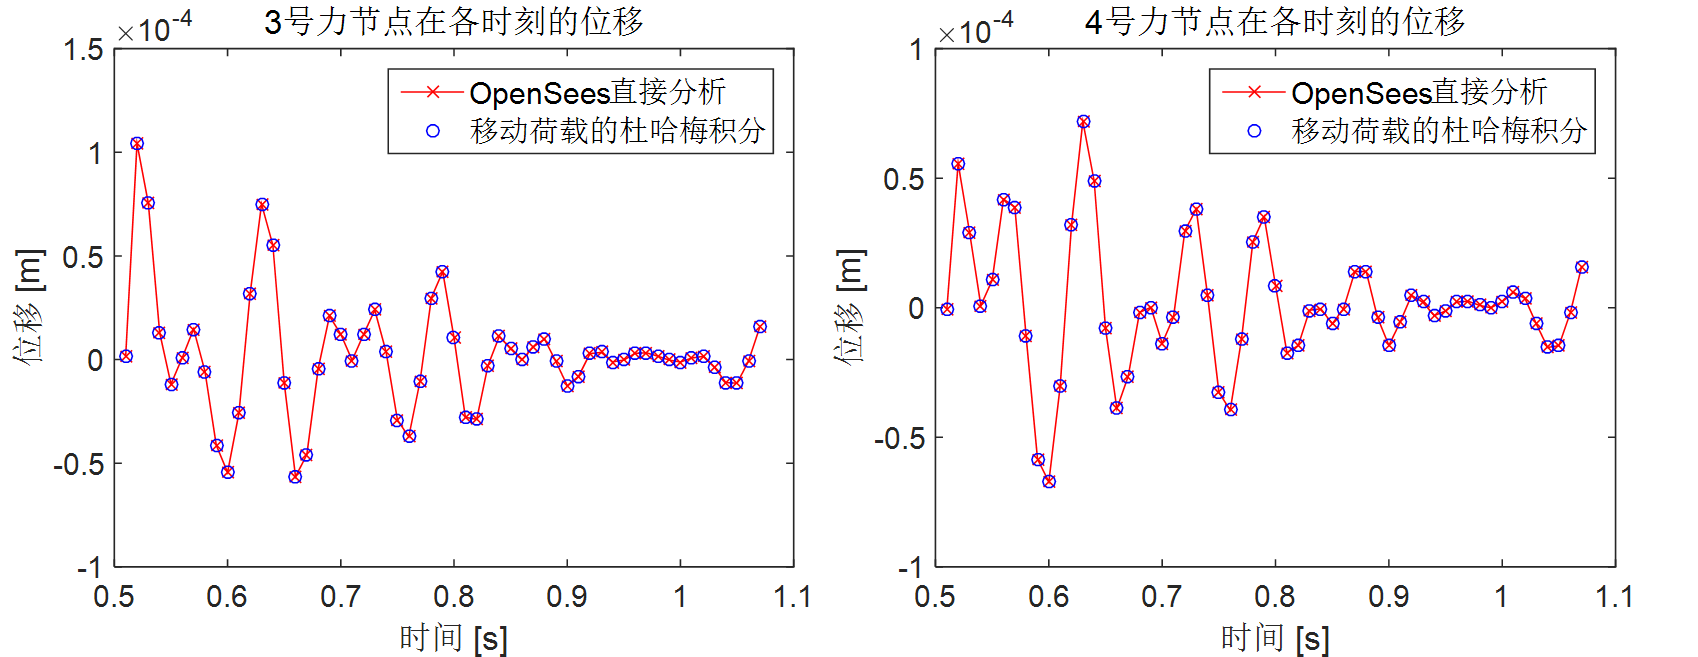 3号力节点在各时刻的位移
×10-4
1.5
1
0.5
0
-0.5
-1
0.5 0.6 0.7 0.8 0.9 1 1.1
位移 [m]
时间 [s]
OpenSees直接分析
移动荷载的杜哈梅积分
4号力节点在各时刻的位移
×10-4
1
0.5
0
-0.5
-1
0.5 0.6 0.7 0.8 0.9 1 1.1
位移 [m]
时间 [s]
OpenSees直接分析
移动荷载的杜哈梅积分